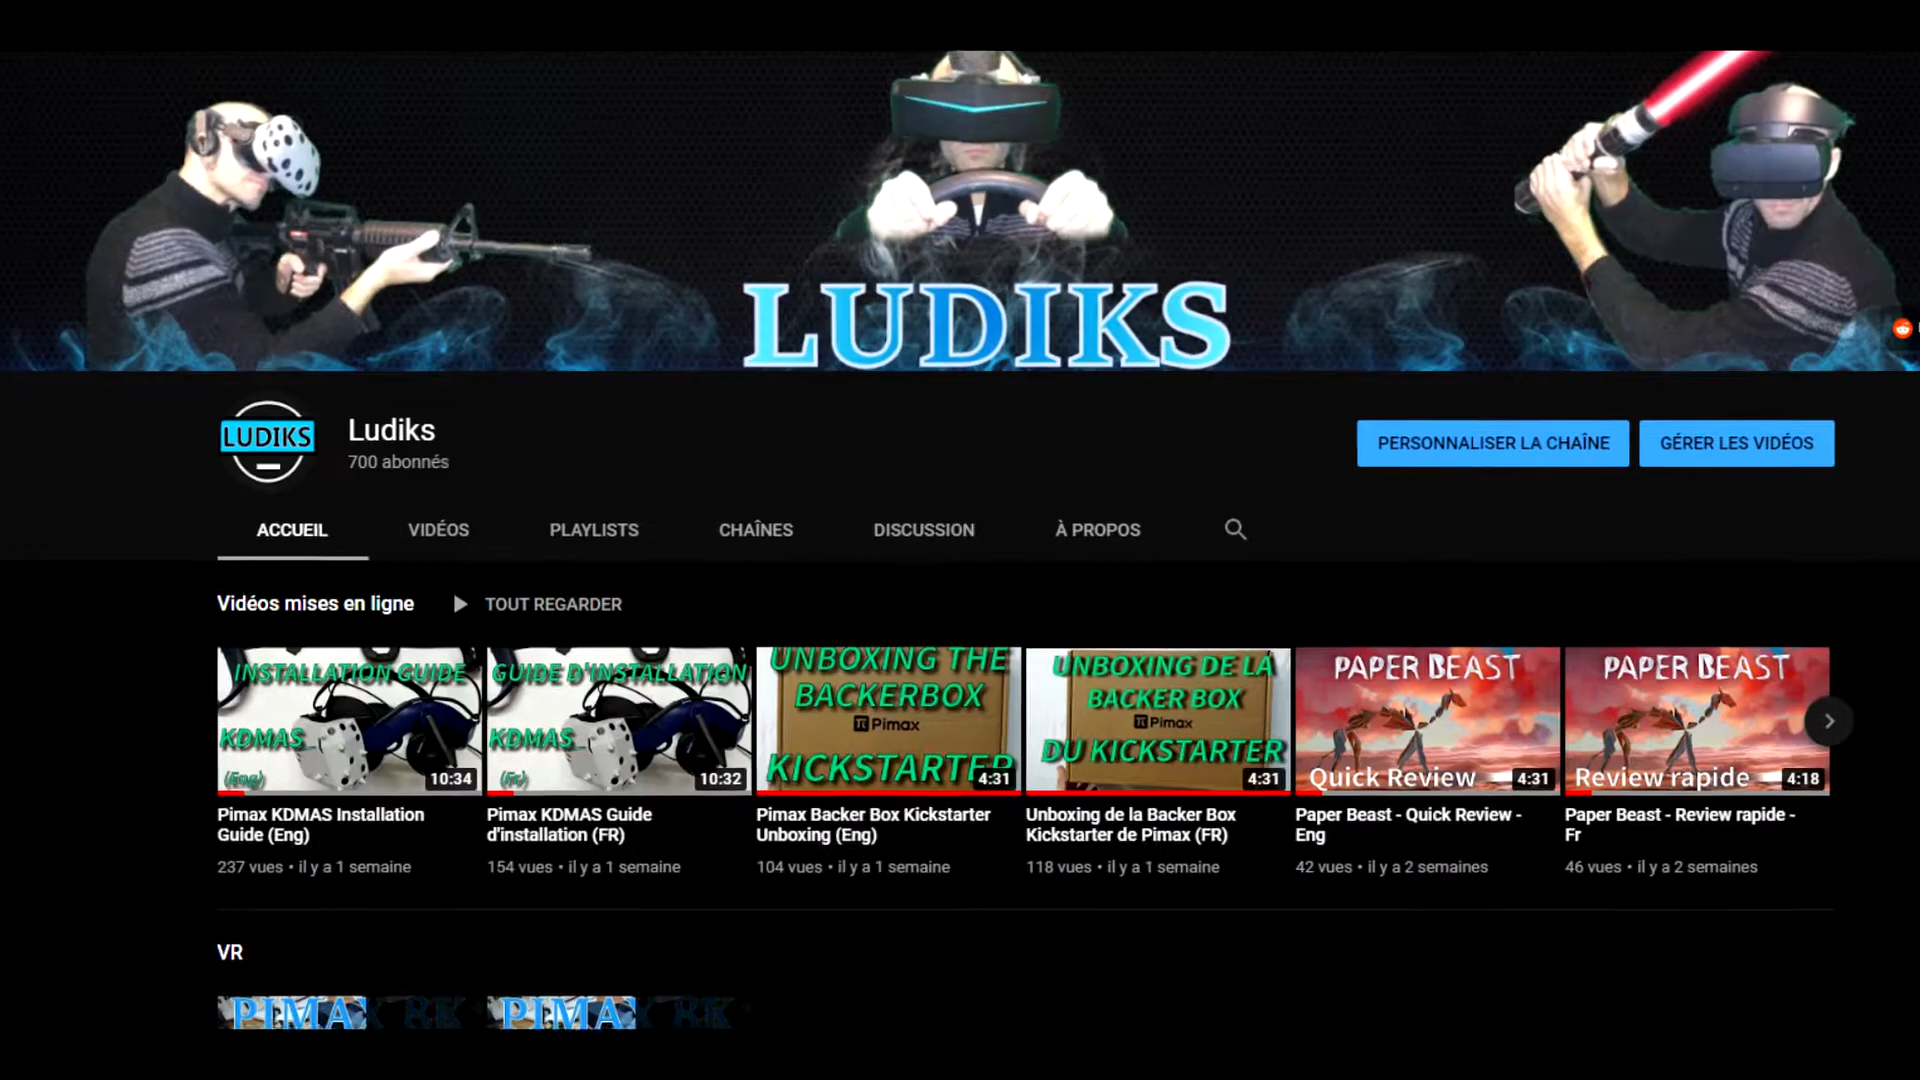 LUDIKS
LUDIKS
Ludiks
700 abonnés
PERSONNALISER LA CHAÎNE
GÉRER LES VIDÉOS
ACCUEIL
VIDÉOS
PLAYLISTS
CHAÎNES
DISCUSSION
À PROPOS
Vidéos mises en ligne
TOUT REGARDER
INSTALLATION GUIDE
KDMAS
(Eng)
10:34
GUIDE D'INSTALLATION
KDMAS
(Fr)
10:32
UNBOXING THE
BACKERBOX
Pimax
KICKSTARTER
4:31
UNBOXING DE LA
BACKER BOX
Pimax
DU KICKSTARTER
4:31
PAPER BEAST
Quick Review
4:31
PAPER BEAST
Review rapide
4:18
Pimax KDMAS Installation
Guide (Eng)
237 vues • il y a 1 semaine
Pimax KDMAS Guide
d'installation (FR)
154 vues • il y a 1 semaine
Pimax Backer Box Kickstarter
Unboxing (Eng)
104 vues • il y a 1 semaine
Unboxing de la Backer Box
Kickstarter de Pimax (FR)
118 vues • il y a 1 semaine
Paper Beast - Quick Review -
Eng
42 vues • il y a 2 semaines
Paper Beast - Review rapide -
Fr
46 vues • il y a 2 semaines
VR
PIMAX 8K
PIMAX 8K